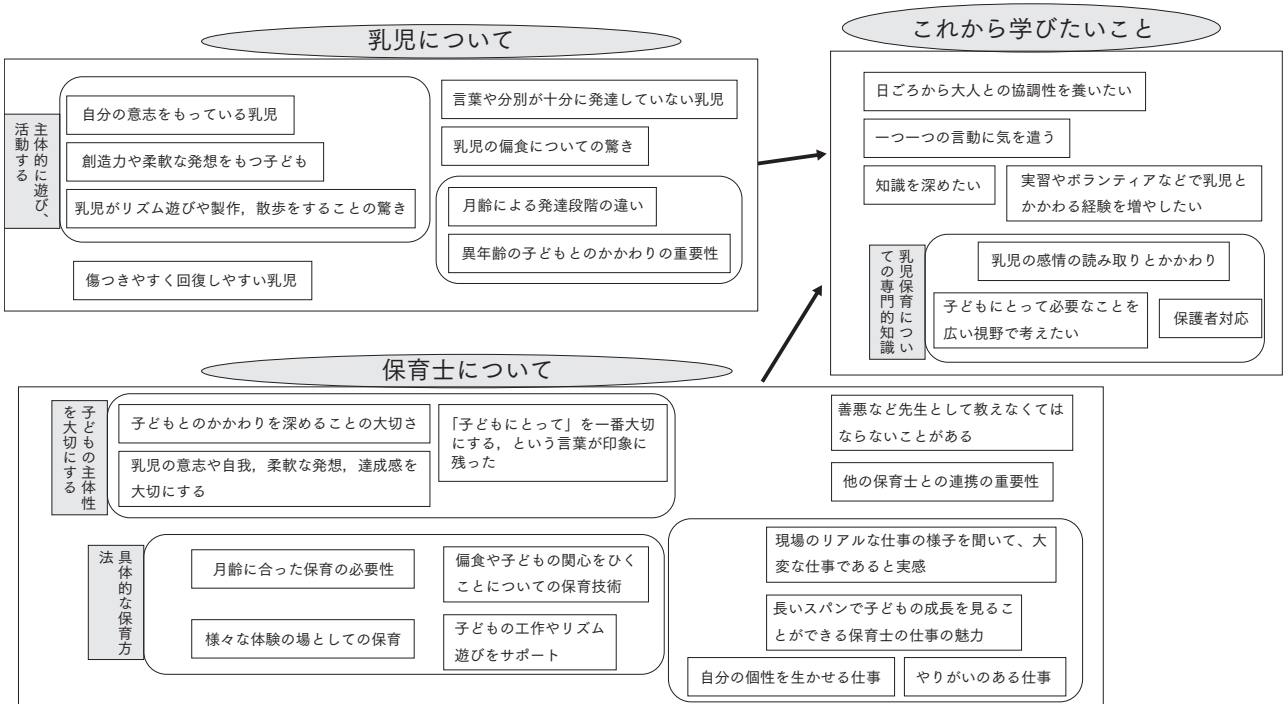 乳児について
主体的に遊び、
活動する
自分の意志をもっている乳児
創造力や柔軟な発想をもつ子ども
乳児がリズム遊びや製作，散歩をすることの驚き
傷つきやすく回復しやすい乳児
言葉や分別が十分に発達していない乳児
乳児の偏食についての驚き
月齢による発達段階の違い
異年齢の子どもとのかかわりの重要性
これから学びたいこと
日ごろから大人との協調性を養いたい
一つ一つの言動に気を遣う
知識を深めたい
実習やボランティアなどで乳児と
かかわる経験を増やしたい
乳児保育につい
ての専門的知識
乳児の感情の読み取りとかかわり
子どもにとって必要なことを
広い視野で考えたい
保護者対応
保育士について
子どもの主体性
を大切にする
子どもとのかかわりを深めることの大切さ
乳児の意志や自我，柔軟な発想，達成感を
大切にする
「子どもにとって」を一番大切
にする，という言葉が印象に
残った
善悪など先生として教えなくては
ならないことがある
他の保育士との連携の重要性
具体的な保育方
法
月齢に合った保育の必要性
偏食や子どもの関心をひく
ことについての保育技術
様々な体験の場としての保育
子どもの工作やリズム
遊びをサポート
現場のリアルな仕事の様子を聞いて、大
変な仕事であると実感
長いスパンで子どもの成長を見るこ
とができる保育士の仕事の魅力
自分の個性を生かせる仕事
やりがいのある仕事